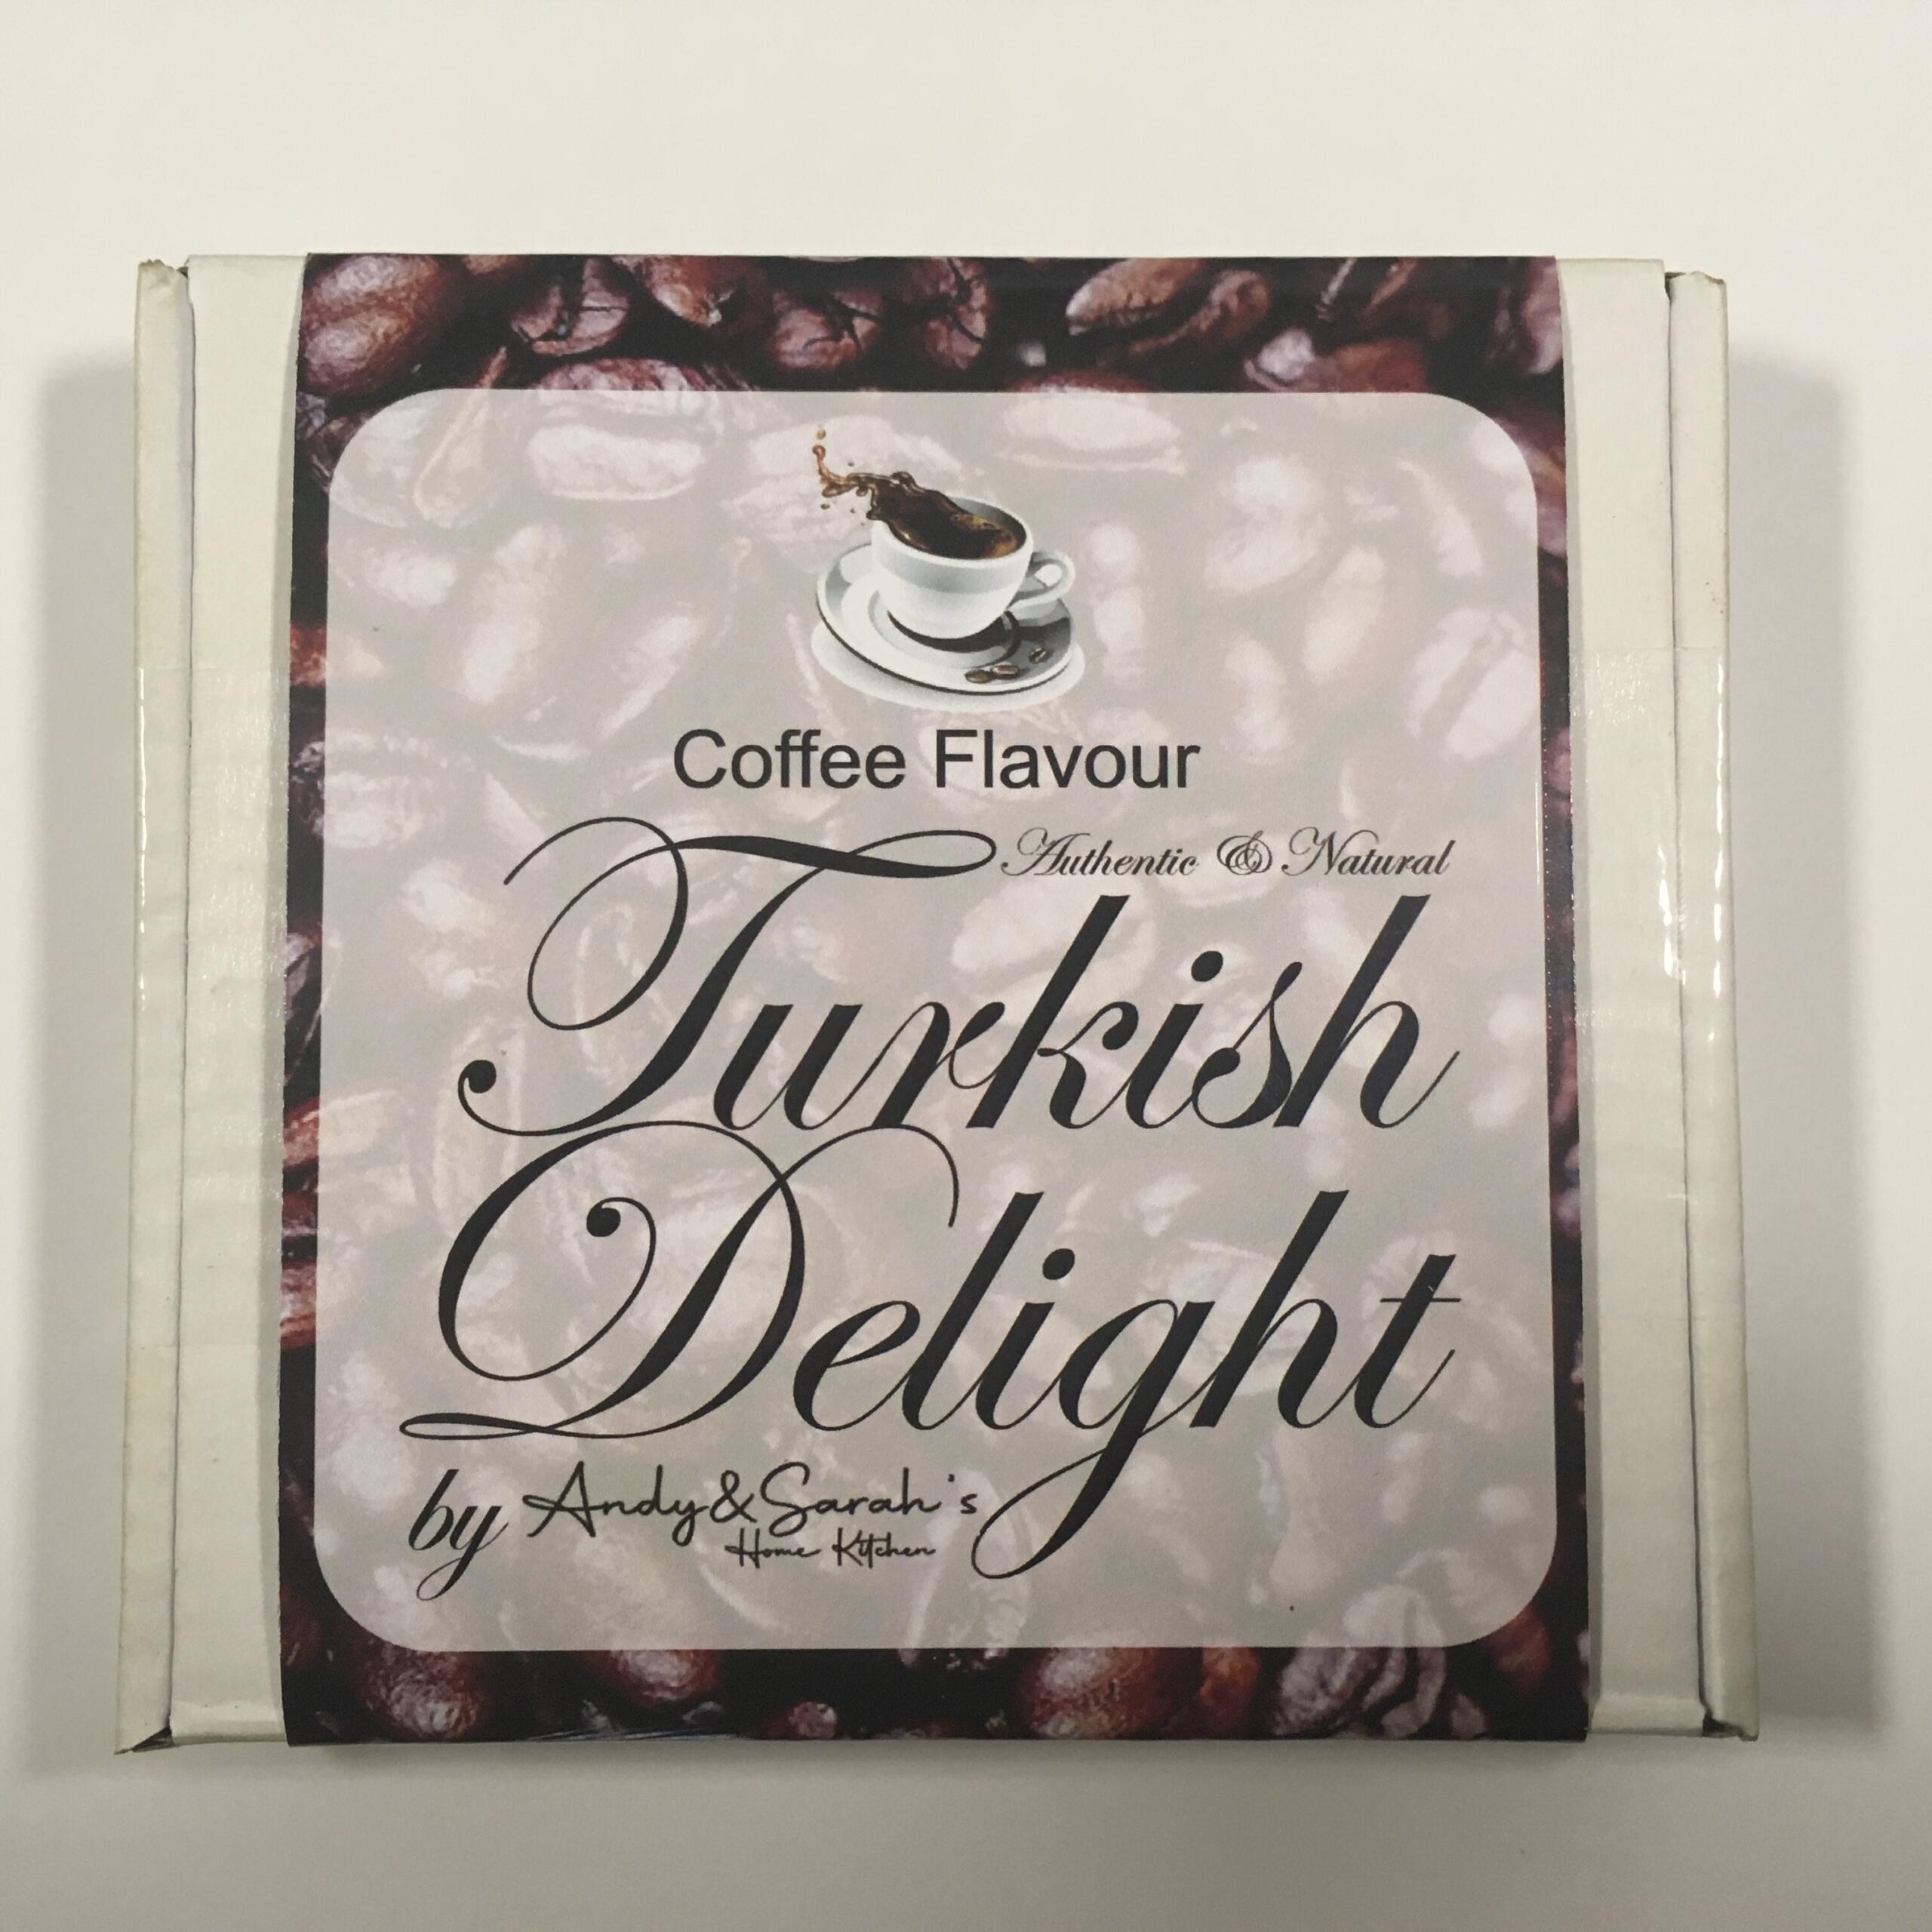 Coffee Flavour
Authentic & Natural
Turkish
Delight
by Andy & Sarah's
Home Kitchen